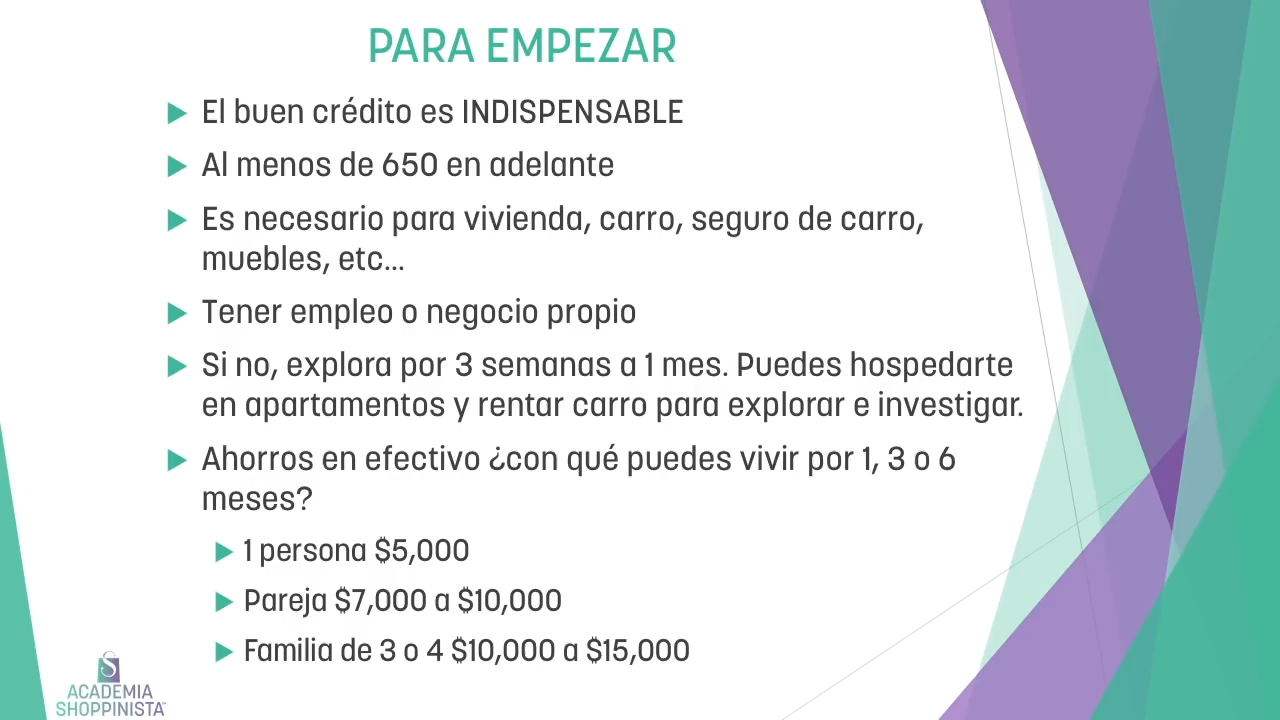 PARA EMPEZAR
El buen crédito es INDISPENSABLE
Al menos de 650 en adelante
Es necesario para vivienda, carro, seguro de carro,
muebles, etc...
Tener empleo o negocio propio
Si no, explora por 3 semanas a 1 mes. Puedes hospedarte
en apartamentos y rentar carro para explorar e investigar.
Ahorros en efectivo ¿con qué puedes vivir por 1, 3 o 6
meses?
1 persona $5,000
Pareja $7,000 a $10,000
Familia de 3 o 4 $10,000 a $15,000
S
ACADEMIA
SHOPPINISTA™